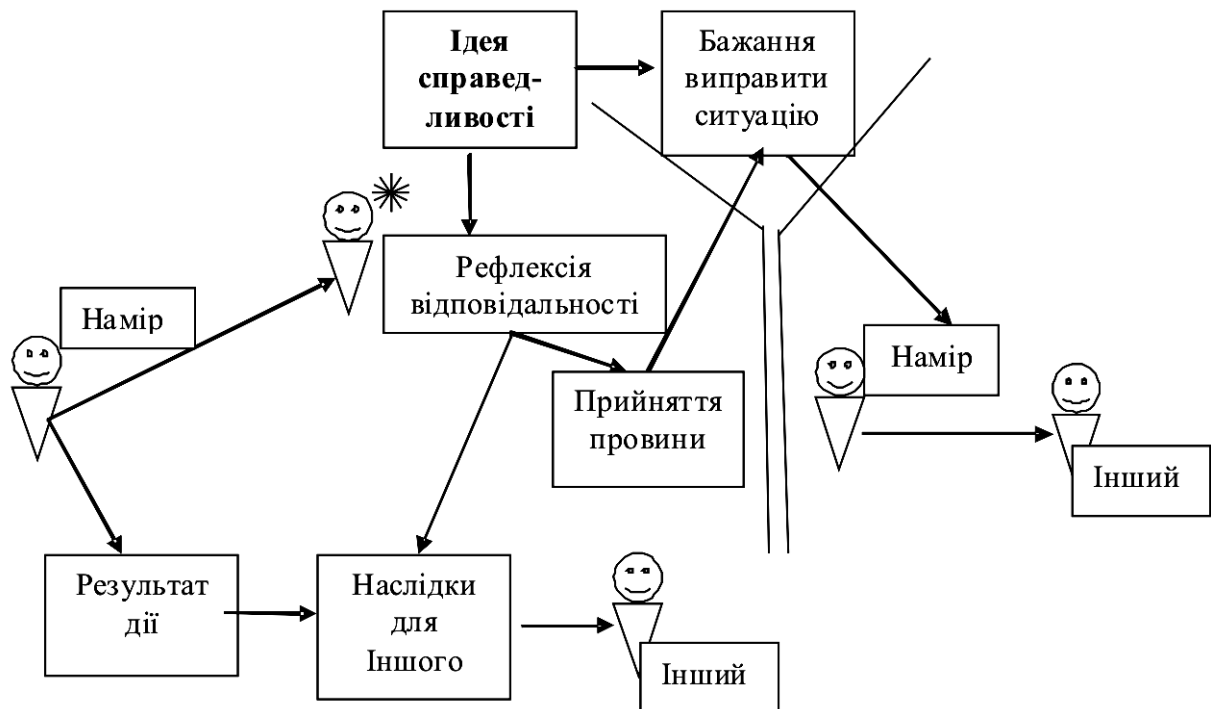 Ідея
справед-
ливості
Бажання
виправити
ситуацію
Рефлексія
відповідальності
Намір
Прийняття
провини
Намір
Інший
Результат
дії
Наслідки
для
Іншого
Інший